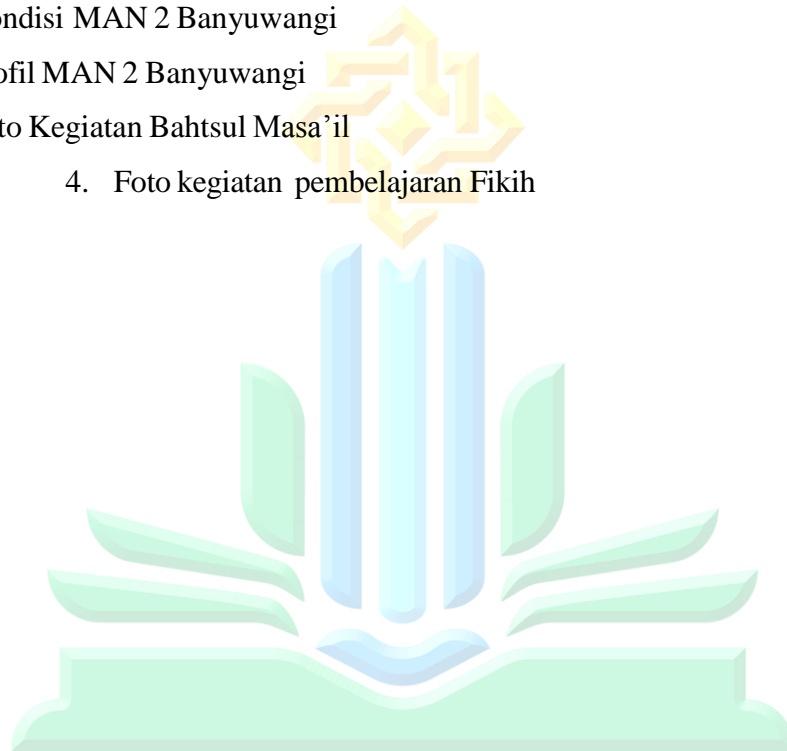 ondisi MAN 2 Banyuwangi
ofil MAN 2 Banyuwangi
to Kegiatan Bahtsul Masa’il
4. Foto kegiatan pembelajaran Fikih